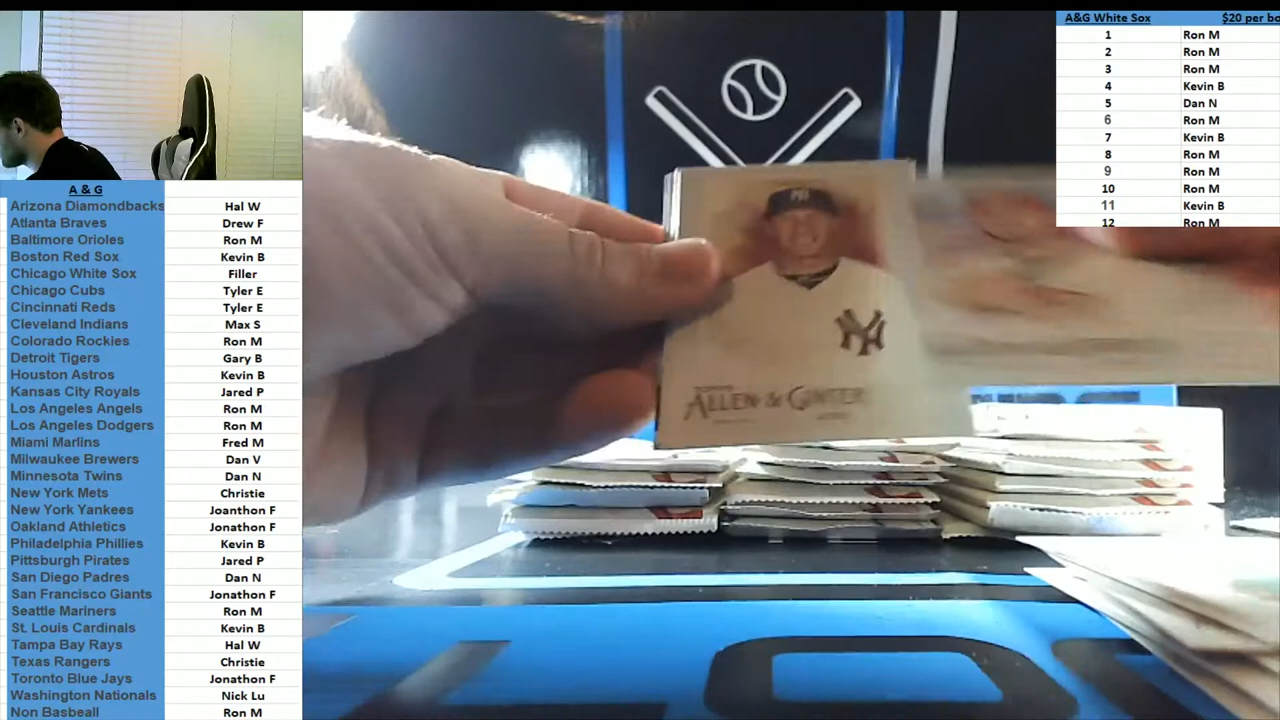 A & G
Arizona Diamondbacks Hal W
Atlanta Braves Drew F
Baltimore Orioles Ron M
Boston Red Sox Kevin B
Chicago White Sox Filler
Chicago Cubs Tyler E
Cincinnati Reds Tyler E
Cleveland Indians Max S
Colorado Rockies Ron M
Detroit Tigers Gary B
Houston Astros Kevin B
Kansas City Royals Jared P
Los Angeles Angels Ron M
Los Angeles Dodgers Ron M
Miami Marlins Fred M
Milwaukee Brewers Dan V
Minnesota Twins Dan N
New York Mets Christie
New York Yankees Joanthon F
Oakland Athletics Jonathon F
Philadelphia Phillies Kevin B
Pittsburgh Pirates Jared P
San Diego Padres Dan N
San Francisco Giants Jonathon F
Seattle Mariners Ron M
St. Louis Cardinals Kevin B
Tampa Bay Rays Hal W
Texas Rangers Christie
Toronto Blue Jays Jonathon F
Washington Nationals Nick Lu
Non Basbeall Ron M
NY
ALLEN & GINTER
A&G White Sox $20 per bo
1 Ron M
2 Ron M
3 Ron M
4 Kevin B
5 Dan N
6 Ron M
7 Kevin B
8 Ron M
9 Ron M
10 Ron M
11 Kevin B
12 Ron M